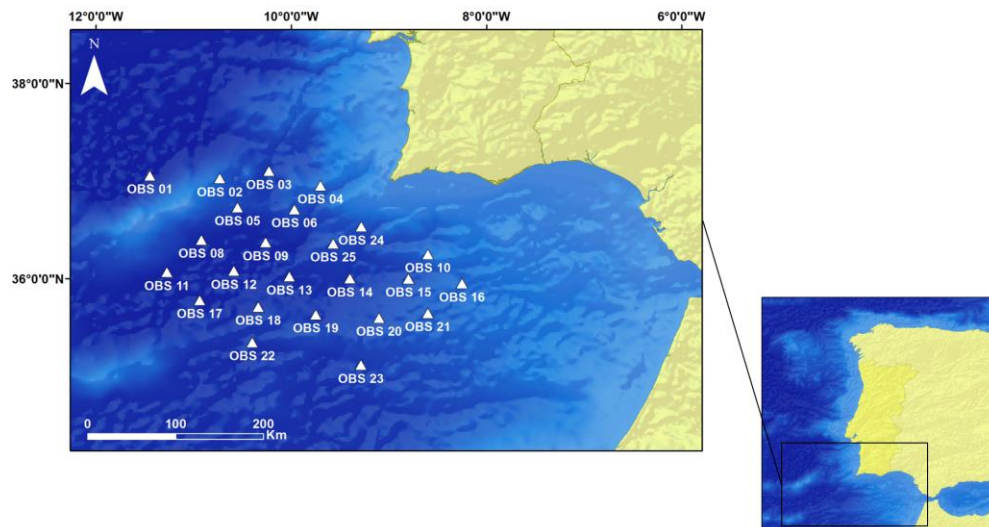 12°0'0"W 10°0'0"W 8°0'0"W 6°0'0"W
N
38°0'0"N
OBS 01
OBS 02
OBS 03
OBS 04
OBS 05
OBS 06
OBS 24
OBS 08
OBS 09
OBS 25
OBS 10
36°0'0"N
OBS 11
OBS 12
OBS 13
OBS 14
OBS 15
OBS 16
OBS 17
OBS 18
OBS 19
OBS 20
OBS 21
OBS 22
OBS 23
0 100 200
Km